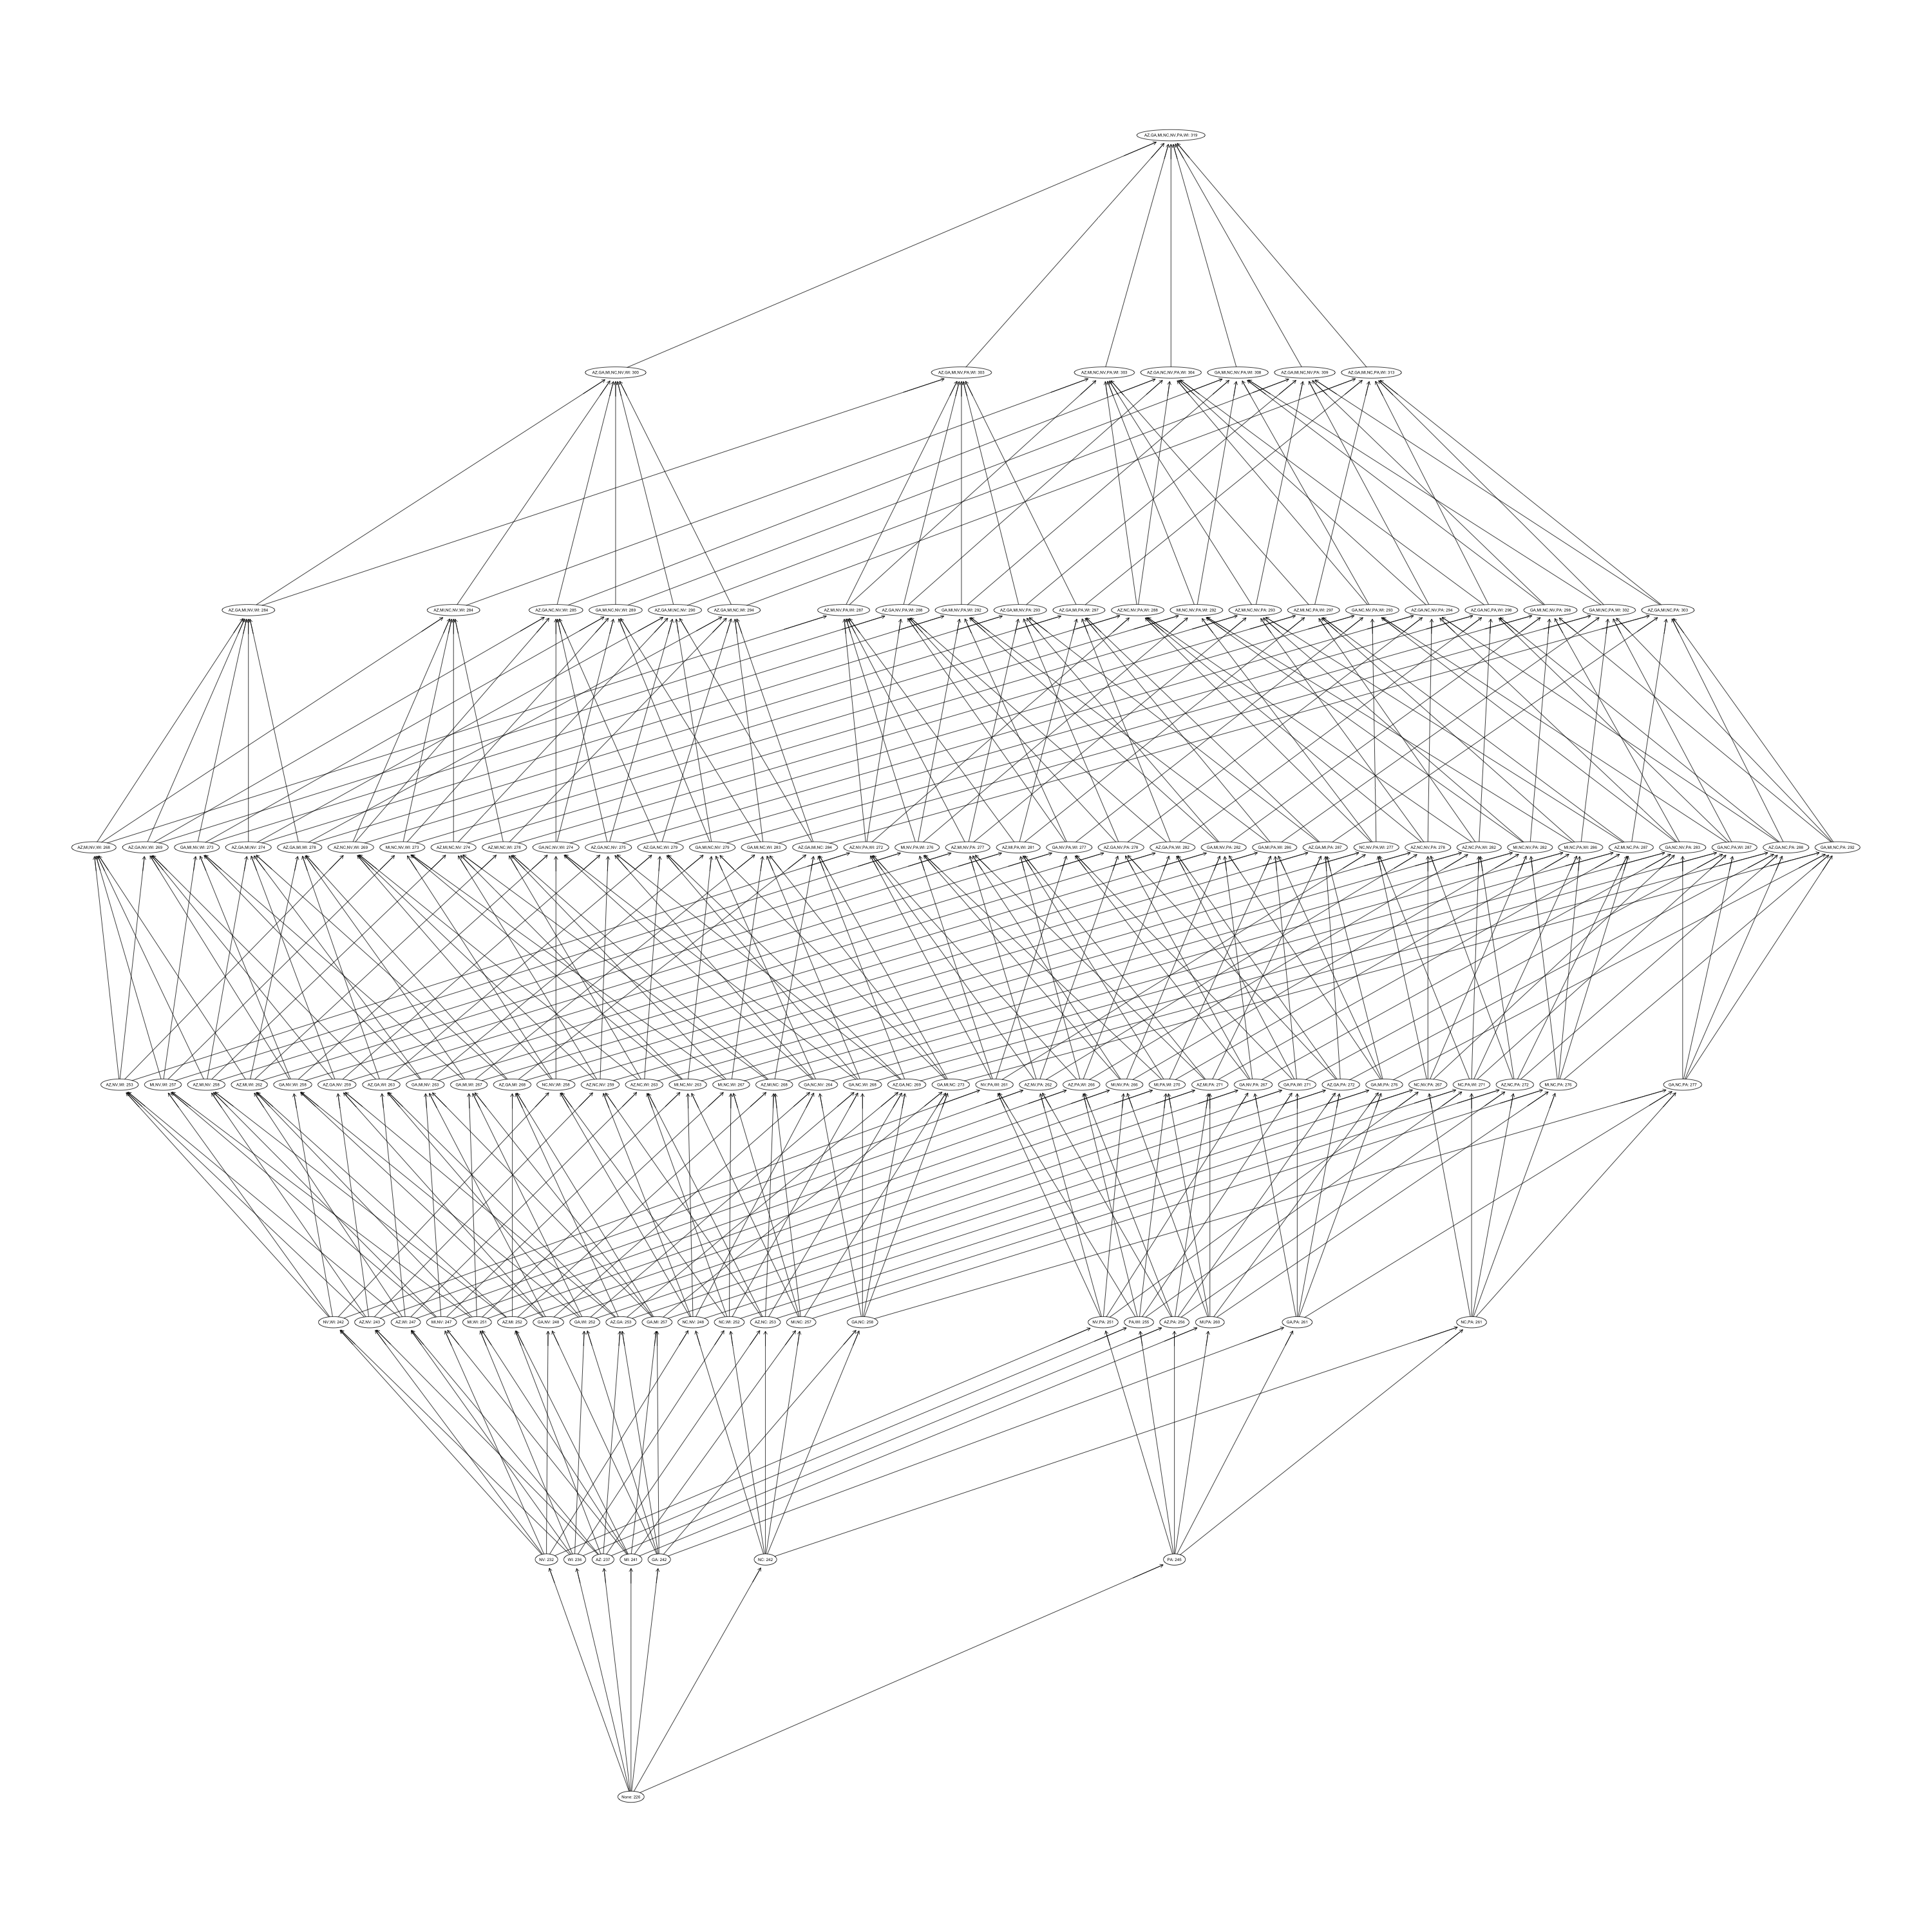 AZ,GA,MI,NC,NV,PA,WI: 319
AZ,GA,MI,NC,NV,WI: 300
AZ,GA,MI,NV,PA,WI: 303
AZ,MI,NC,NV,PA,WI: 303
AZ,GA,NC,NV,PA,WI: 304
GA,MI,NC,NV,PA,WI: 308
AZ,GA,MI,NC,NV,PA: 309
AZ,GA,MI,NC,PA,WI: 313
AZ,GA,MI,NV,WI: 284
AZ,MI,NC,NV,WI: 284
AZ,GA,NC,NV,WI: 285
GA,MI,NC,NV,WI: 289
AZ,GA,MI,NC,NV: 290
AZ,GA,MI,NC,WI: 294
AZ,MI,NV,PA,WI: 287
AZ,GA,NV,PA,WI: 288
GA,MI,NV,PA,WI: 292
AZ,GA,MI,NV,PA: 293
AZ,GA,MI,PA,WI: 297
AZ,NC,NV,PA,WI: 288
MI,NC,NV,PA,WI: 292
AZ,MI,NC,NV,PA: 293
AZ,MI,NC,PA,WI: 297
GA,NC,NV,PA,WI: 293
AZ,GA,NC,NV,PA: 294
AZ,GA,NC,PA,WI: 298
GA,MI,NC,NV,PA: 298
GA,MI,NC,PA,WI: 302
AZ,GA,MI,NC,PA: 303
AZ,MI,NV,WI: 268
AZ,GA,NV,WI: 269
GA,MI,NV,WI: 273
AZ,GA,MI,NV: 274
AZ,GA,MI,WI: 278
AZ,NC,NV,WI: 269
MI,NC,NV,WI: 273
AZ,MI,NC,NV: 274
AZ,MI,NC,WI: 278
GA,NC,NV,WI: 274
AZ,GA,NC,NV: 275
AZ,GA,NC,WI: 279
GA,MI,NC,NV: 279
GA,MI,NC,WI: 283
AZ,GA,MI,NC: 284
AZ,NV,PA,WI: 272
MI,NV,PA,WI: 276
AZ,MI,NV,PA: 277
AZ,MI,PA,WI: 281
GA,NV,PA,WI: 277
AZ,GA,NV,PA: 278
AZ,GA,PA,WI: 282
GA,MI,NV,PA: 282
GA,MI,PA,WI: 286
AZ,GA,MI,PA: 287
NC,NV,PA,WI: 277
AZ,NC,NV,PA: 278
AZ,NC,PA,WI: 282
MI,NC,NV,PA: 282
MI,NC,PA,WI: 286
AZ,MI,NC,PA: 287
GA,NC,NV,PA: 283
GA,NC,PA,WI: 287
AZ,GA,NC,PA: 288
GA,MI,NC,PA: 292
AZ,NV,WI: 253
MI,NV,WI: 257
AZ,MI,NV: 258
AZ,MI,WI: 262
GA,NV,WI: 258
AZ,GA,NV: 259
AZ,GA,WI: 263
GA,MI,NV: 263
GA,MI,WI: 267
AZ,GA,MI: 268
NC,NV,WI: 258
AZ,NC,NV: 259
AZ,NC,WI: 263
MI,NC,NV: 263
MI,NC,WI: 267
AZ,MI,NC: 268
GA,NC,NV: 264
GA,NC,WI: 268
AZ,GA,NC: 269
GA,MI,NC: 273
NV,PA,WI: 261
AZ,NV,PA: 262
AZ,PA,WI: 266
MI,NV,PA: 266
MI,PA,WI: 270
AZ,MI,PA: 271
GA,NV,PA: 267
GA,PA,WI: 271
AZ,GA,PA: 272
GA,MI,PA: 276
NC,NV,PA: 267
NC,PA,WI: 271
AZ,NC,PA: 272
MI,NC,PA: 276
GA,NC,PA: 277
NV,WI: 242
AZ,NV: 243
AZ,WI: 247
MI,NV: 247
MI,WI: 251
AZ,MI: 252
GA,NV: 248
GA,WI: 252
AZ,GA: 253
GA,MI: 257
NC,NV: 248
NC,WI: 252
AZ,NC: 253
MI,NC: 257
GA,NC: 258
NV,PA: 251
PA,WI: 255
AZ,PA: 256
MI,PA: 260
GA,PA: 261
NC,PA: 261
NV: 232
WI: 236
AZ: 237
MI: 241
GA: 242
NC: 242
PA: 245
None: 226